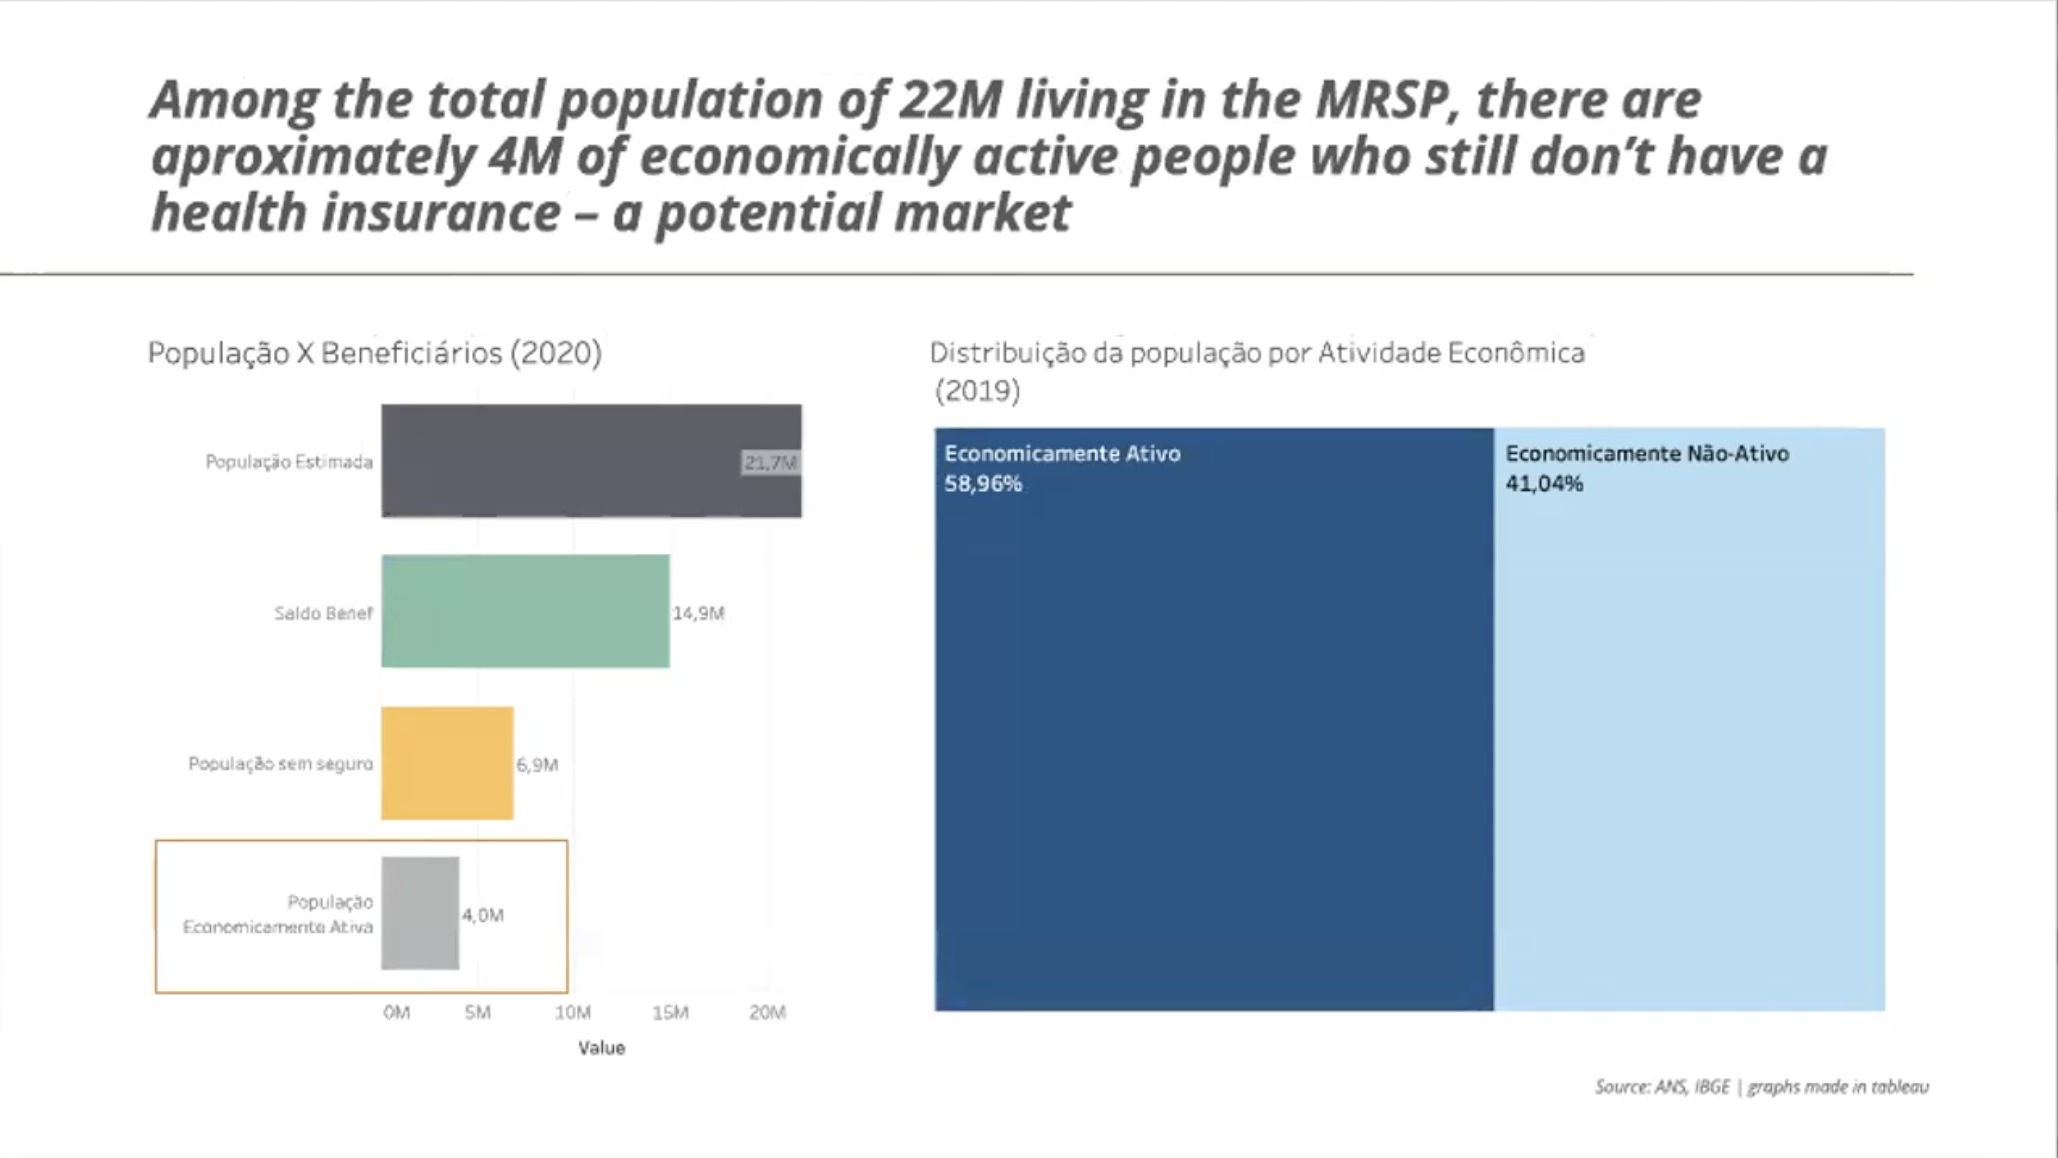 Among the total population of 22M living in the MRSP, there are
aproximately 4M of economically active people who still don't have a
health insurance – a potential market
População X Beneficiários (2020)
População Estimada
21,7M
Saldo Benef
14,9M
População sem seguro
6,9M
População
Economicamente Ativa
4,0M
0M 5M 10M 15M 20M
Value
Distribuição da população por Atividade Econômica
(2019)
Economicamente Ativo
58,96%
Economicamente Não-Ativo
41,04%
Source: ANS, IBGE | graphs made in tableau